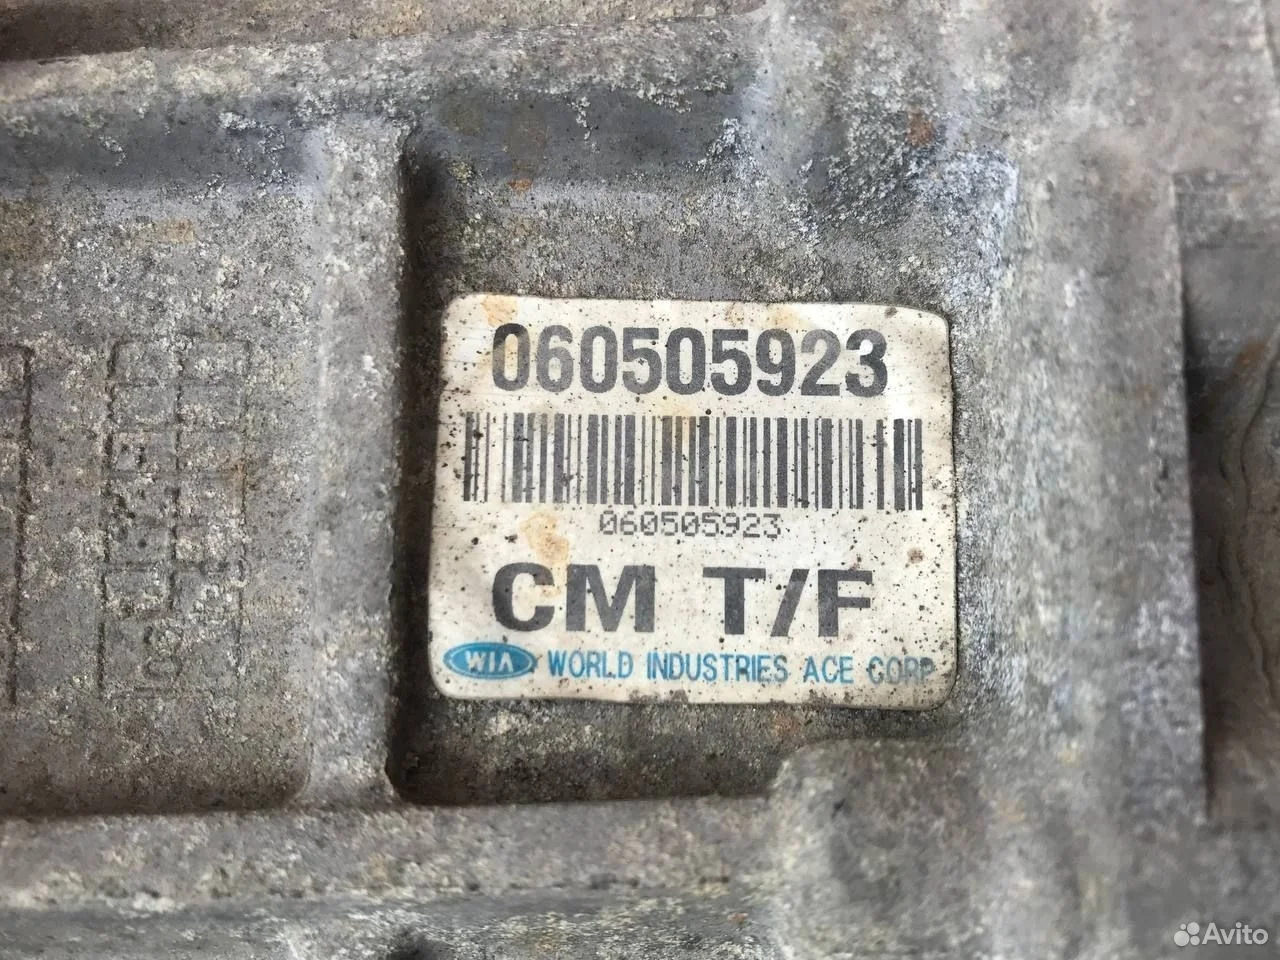 060505923
060505923
CM T/F
WIA WORLD INDUSTRIES ACE CORP
Avito